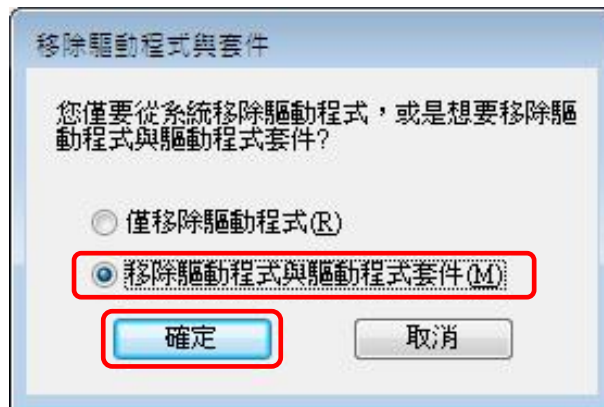 移除驅動程式與套件
您僅要從系統移除驅動程式，或是想要移除驅
動程式與驅動程式套件?
僅移除驅動程式(R)
移除驅動程式與驅動程式套件(M)
確定
取消